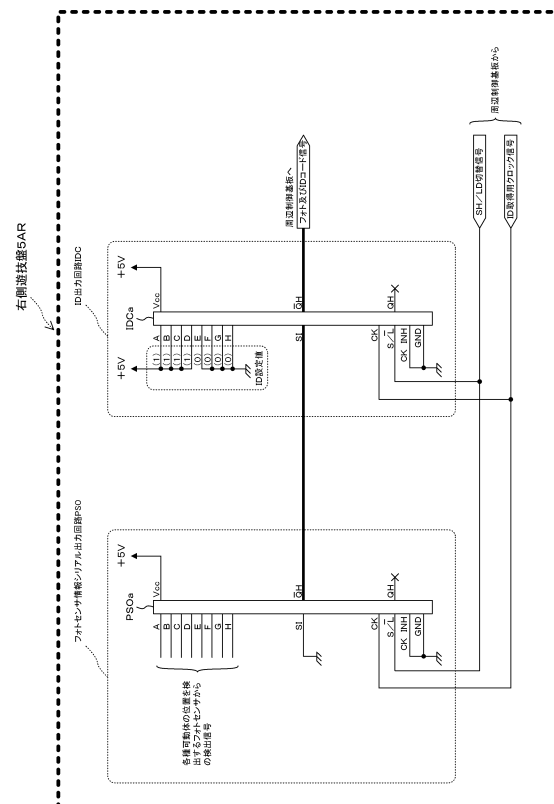 右側遊技盤5AR
ID出力回路IDC
+5V
Vcc
IDCa
+5V
(1) A
(1) B
(1) C
(1) D
(0) E
(0) F
(0) G
(0) H
ID設定値
SI
QH
CK
S/L
CK INH
GND
QH
周辺制御基板へ
フォト及びIDコード信号
周辺制御基板から
SH/LD切替信号
ID取得用クロック信号
フォトセンサ情報シリアル出力回路PSO
+5V
Vcc
PSOa
A
B
C
D
E
F
G
H
各種可動体の位置を検
出するフォトセンサから
の検出信号
SI
QH
CK
S/L
CK INH
GND
QH